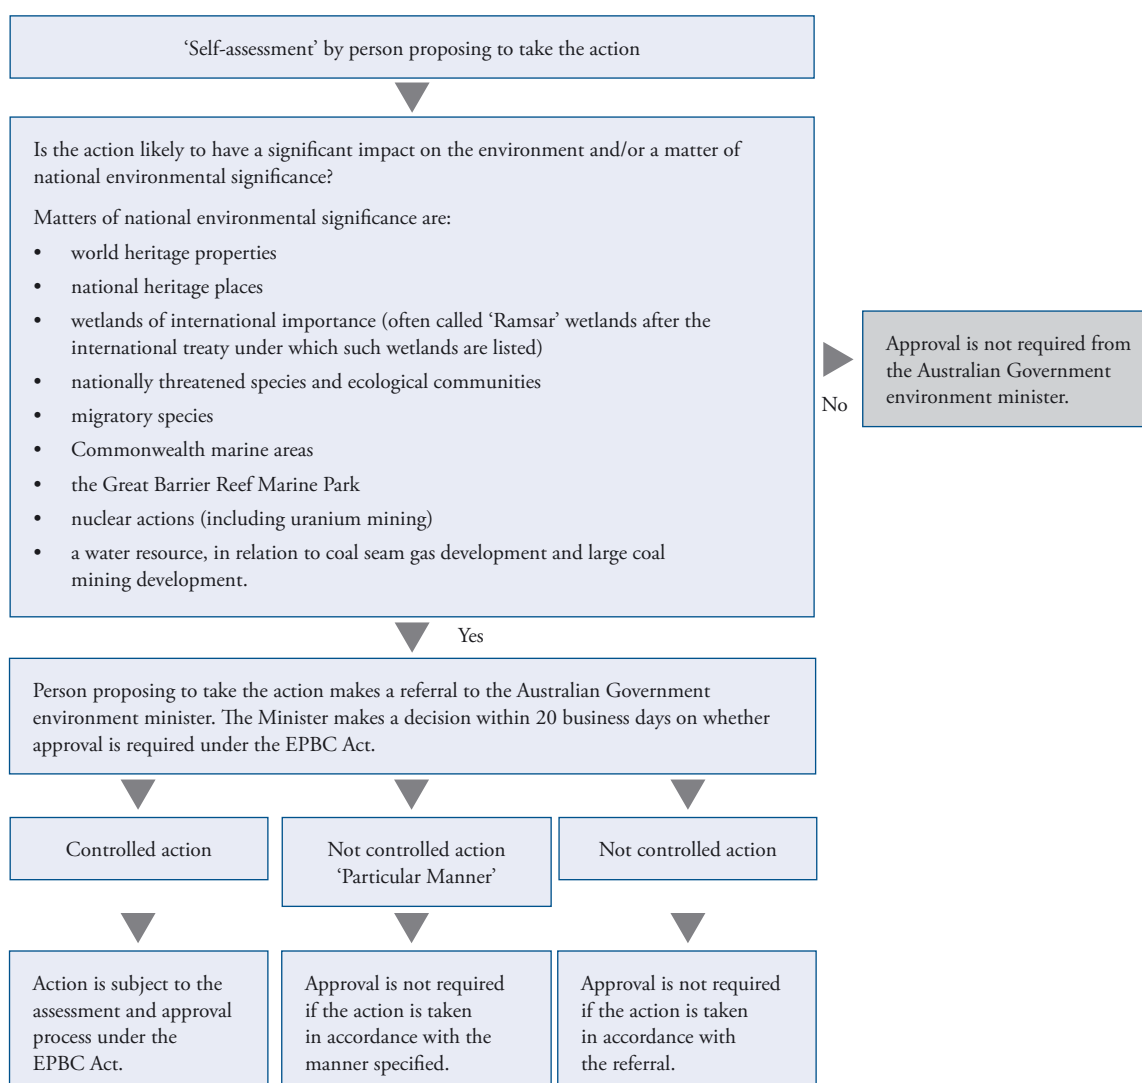 ‘Self-assessment’ by person proposing to take the action
Is the action likely to have a significant impact on the environment and/or a matter of
national environmental significance?
Matters of national environmental significance are:
• world heritage properties
• national heritage places
• wetlands of international importance (often called ‘Ramsar’ wetlands after the
international treaty under which such wetlands are listed)
• nationally threatened species and ecological communities
• migratory species
• Commonwealth marine areas
• the Great Barrier Reef Marine Park
• nuclear actions (including uranium mining)
• a water resource, in relation to coal seam gas development and large coal
mining development.
No
Approval is not required from
the Australian Government
environment minister.
Yes
Person proposing to take the action makes a referral to the Australian Government
environment minister. The Minister makes a decision within 20 business days on whether
approval is required under the EPBC Act.
Controlled action
Not controlled action
‘Particular Manner’
Not controlled action
Action is subject to the
assessment and approval
process under the
EPBC Act.
Approval is not required
if the action is taken
in accordance with the
manner specified.
Approval is not required
if the action is taken
in accordance with
the referral.